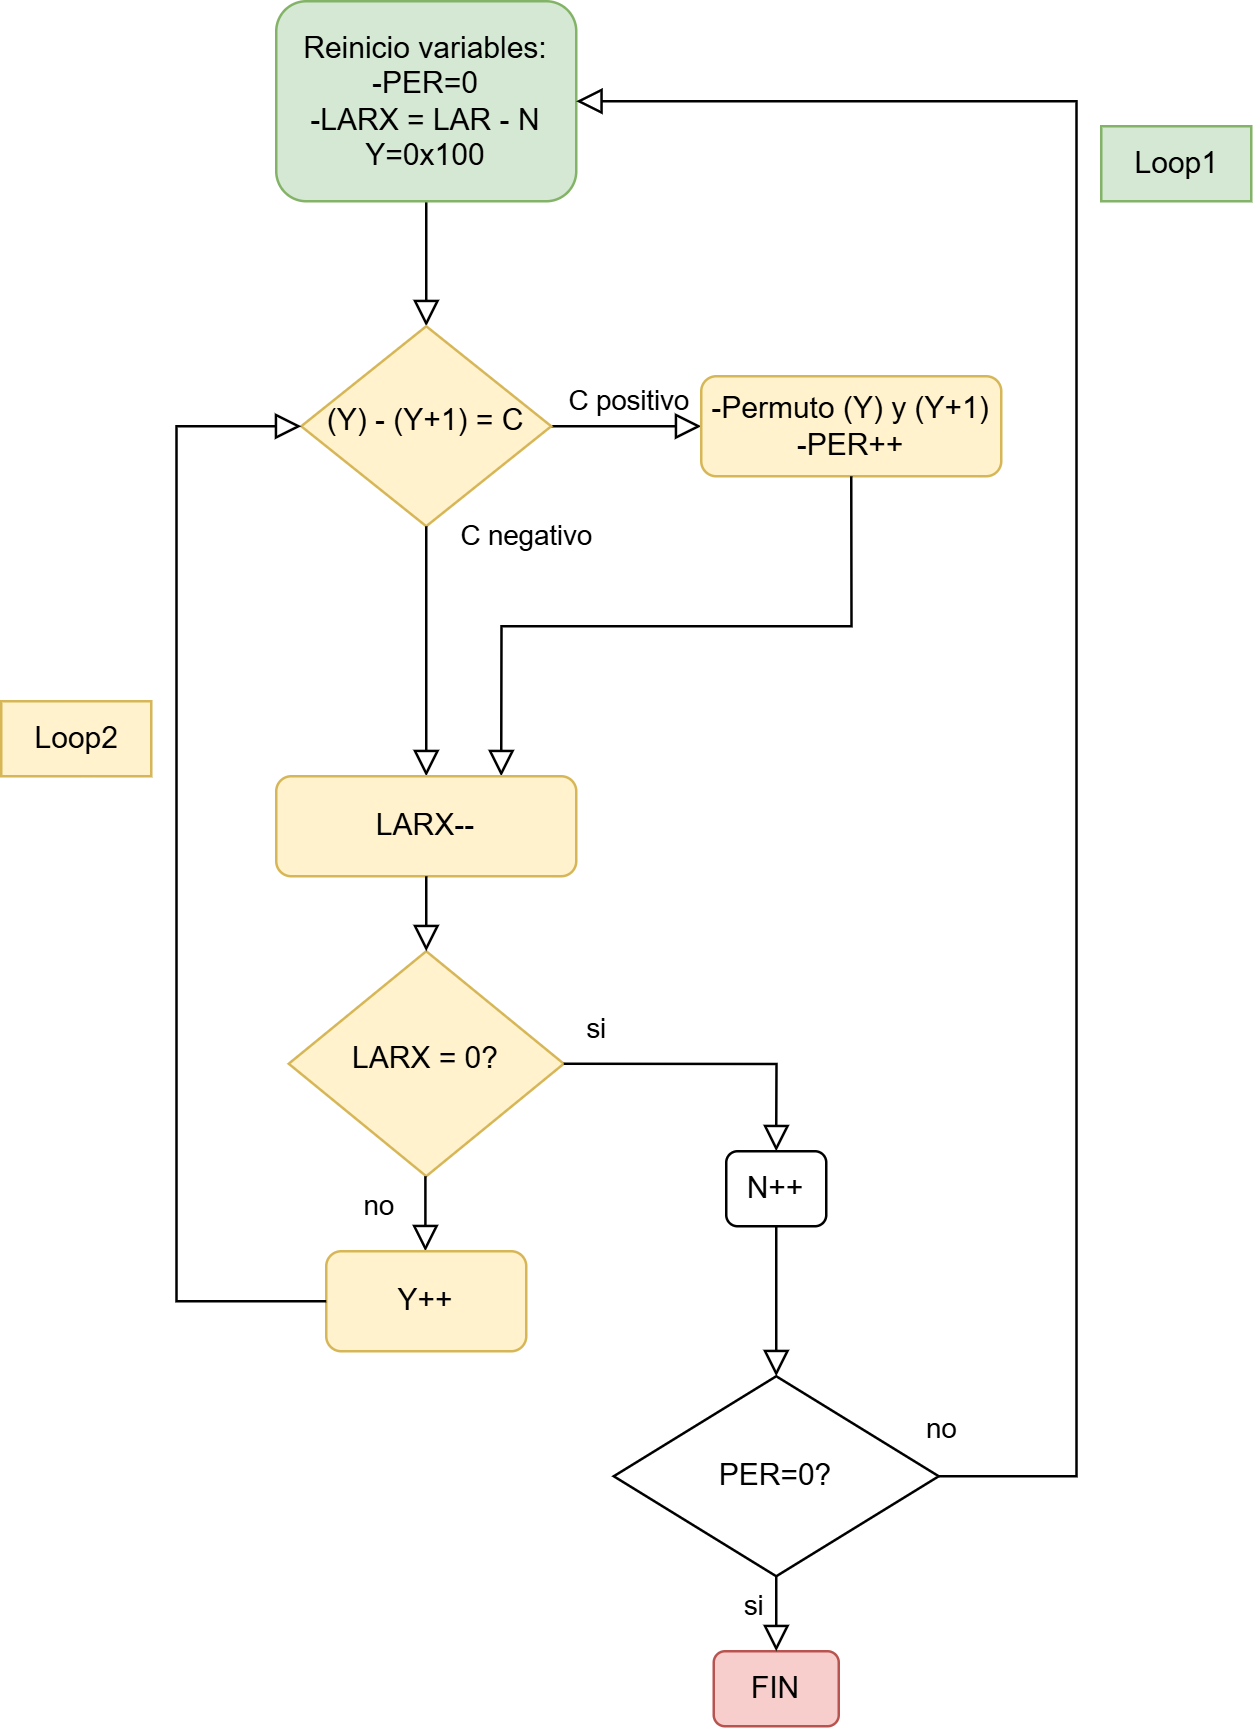 Reinicio variables:
-PER=0
-LARX = LAR - N
Y=0x100
Loop1
(Y) - (Y+1) = C
C positivo
-Permuto (Y) y (Y+1)
-PER++
C negativo
Loop2
LARX--
LARX = 0?
si
no
N++
Y++
PER=0?
no
si
FIN